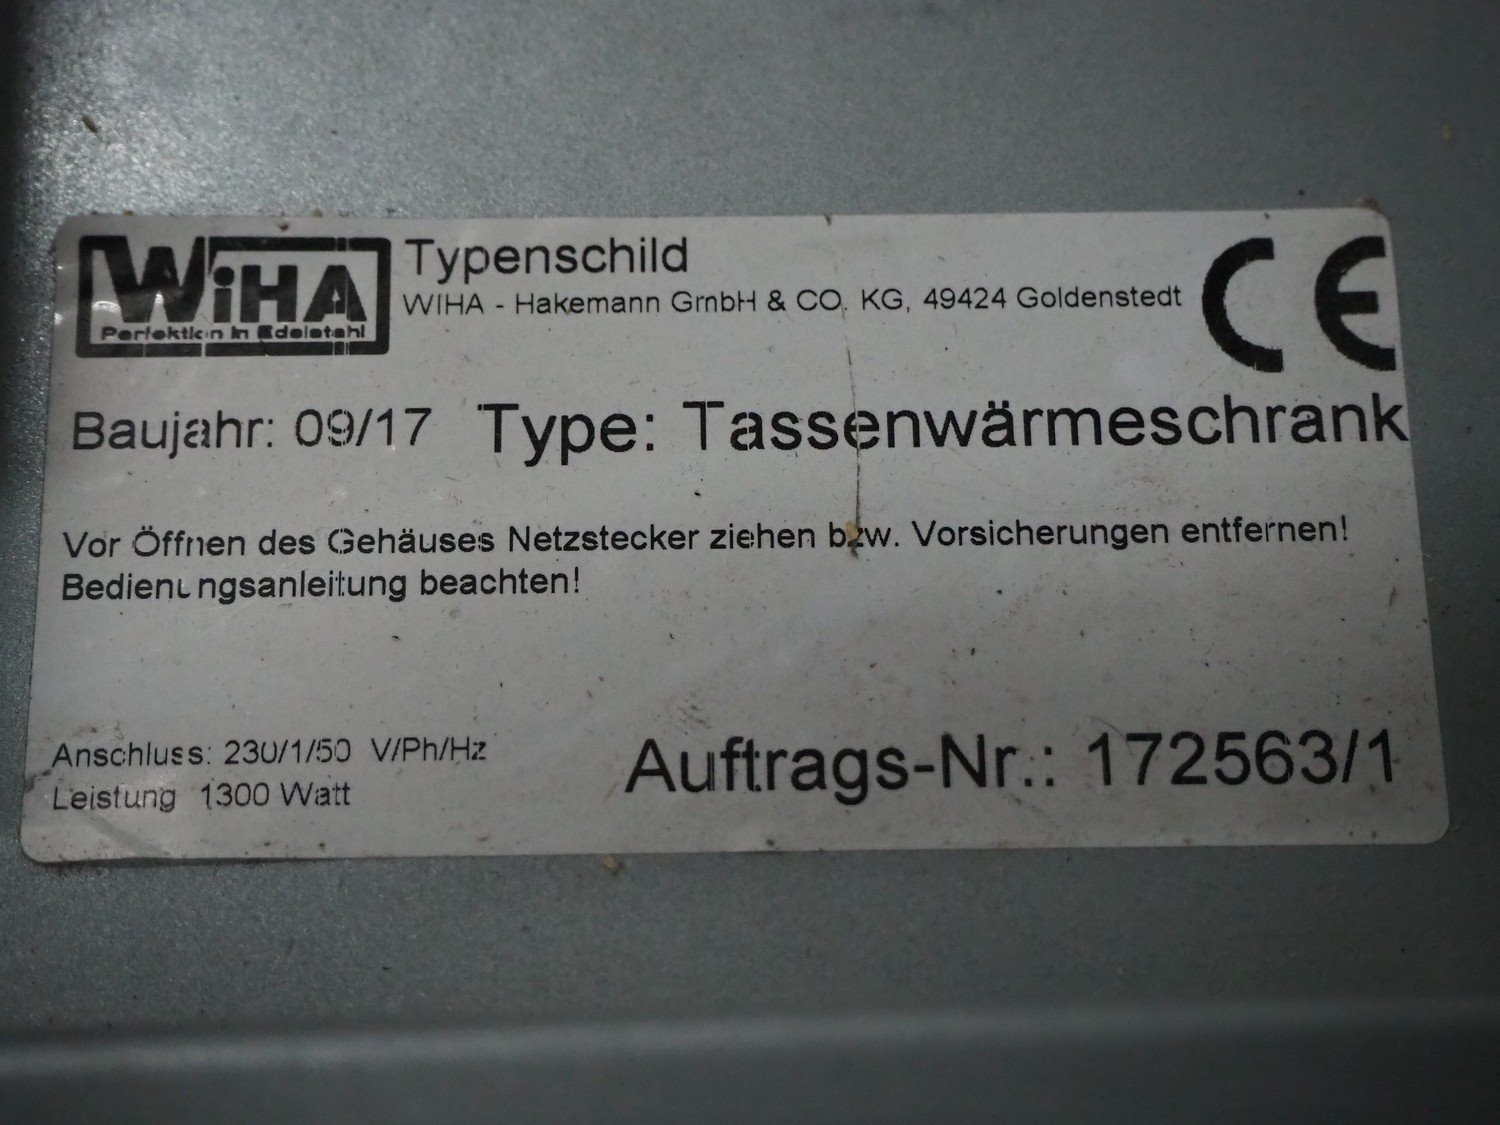 WiHA
Perfektion in Edelstahl
Typenschild
WIHA - Hakemann GmbH & CO. KG, 49424 Goldenstedt
CE
Baujahr: 09/17 Type: Tassenwärmeschrank
Vor Öffnen des Gehäuses Netzstecker ziehen bzw. Vorsicherungen entfernen!
Bedienungsanleitung beachten!
Anschluss: 230/1/50 V/Ph/Hz
Leistung 1300 Watt
Auftrags-Nr.: 172563/1